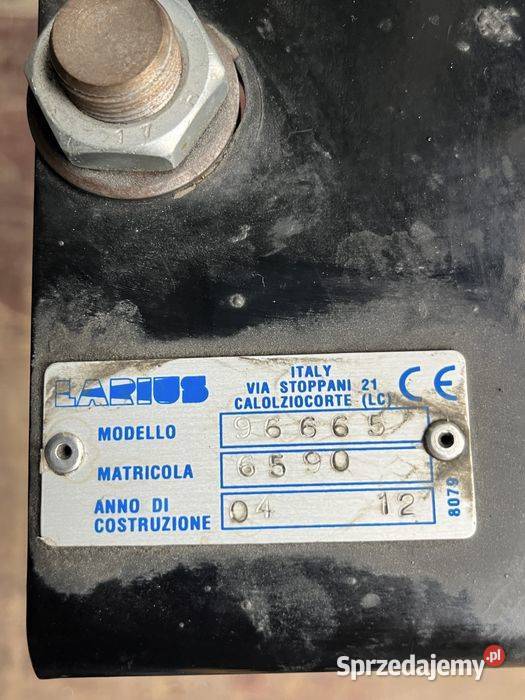 17
LARIUS
ITALY
VIA STOPPANI 21
CALOLZIOCORTE (LC)
CE
MODELLO 96665
MATRICOLA 6590
ANNO DI
COSTRUZIONE 04 12
8079
Sprzedajemy.pl